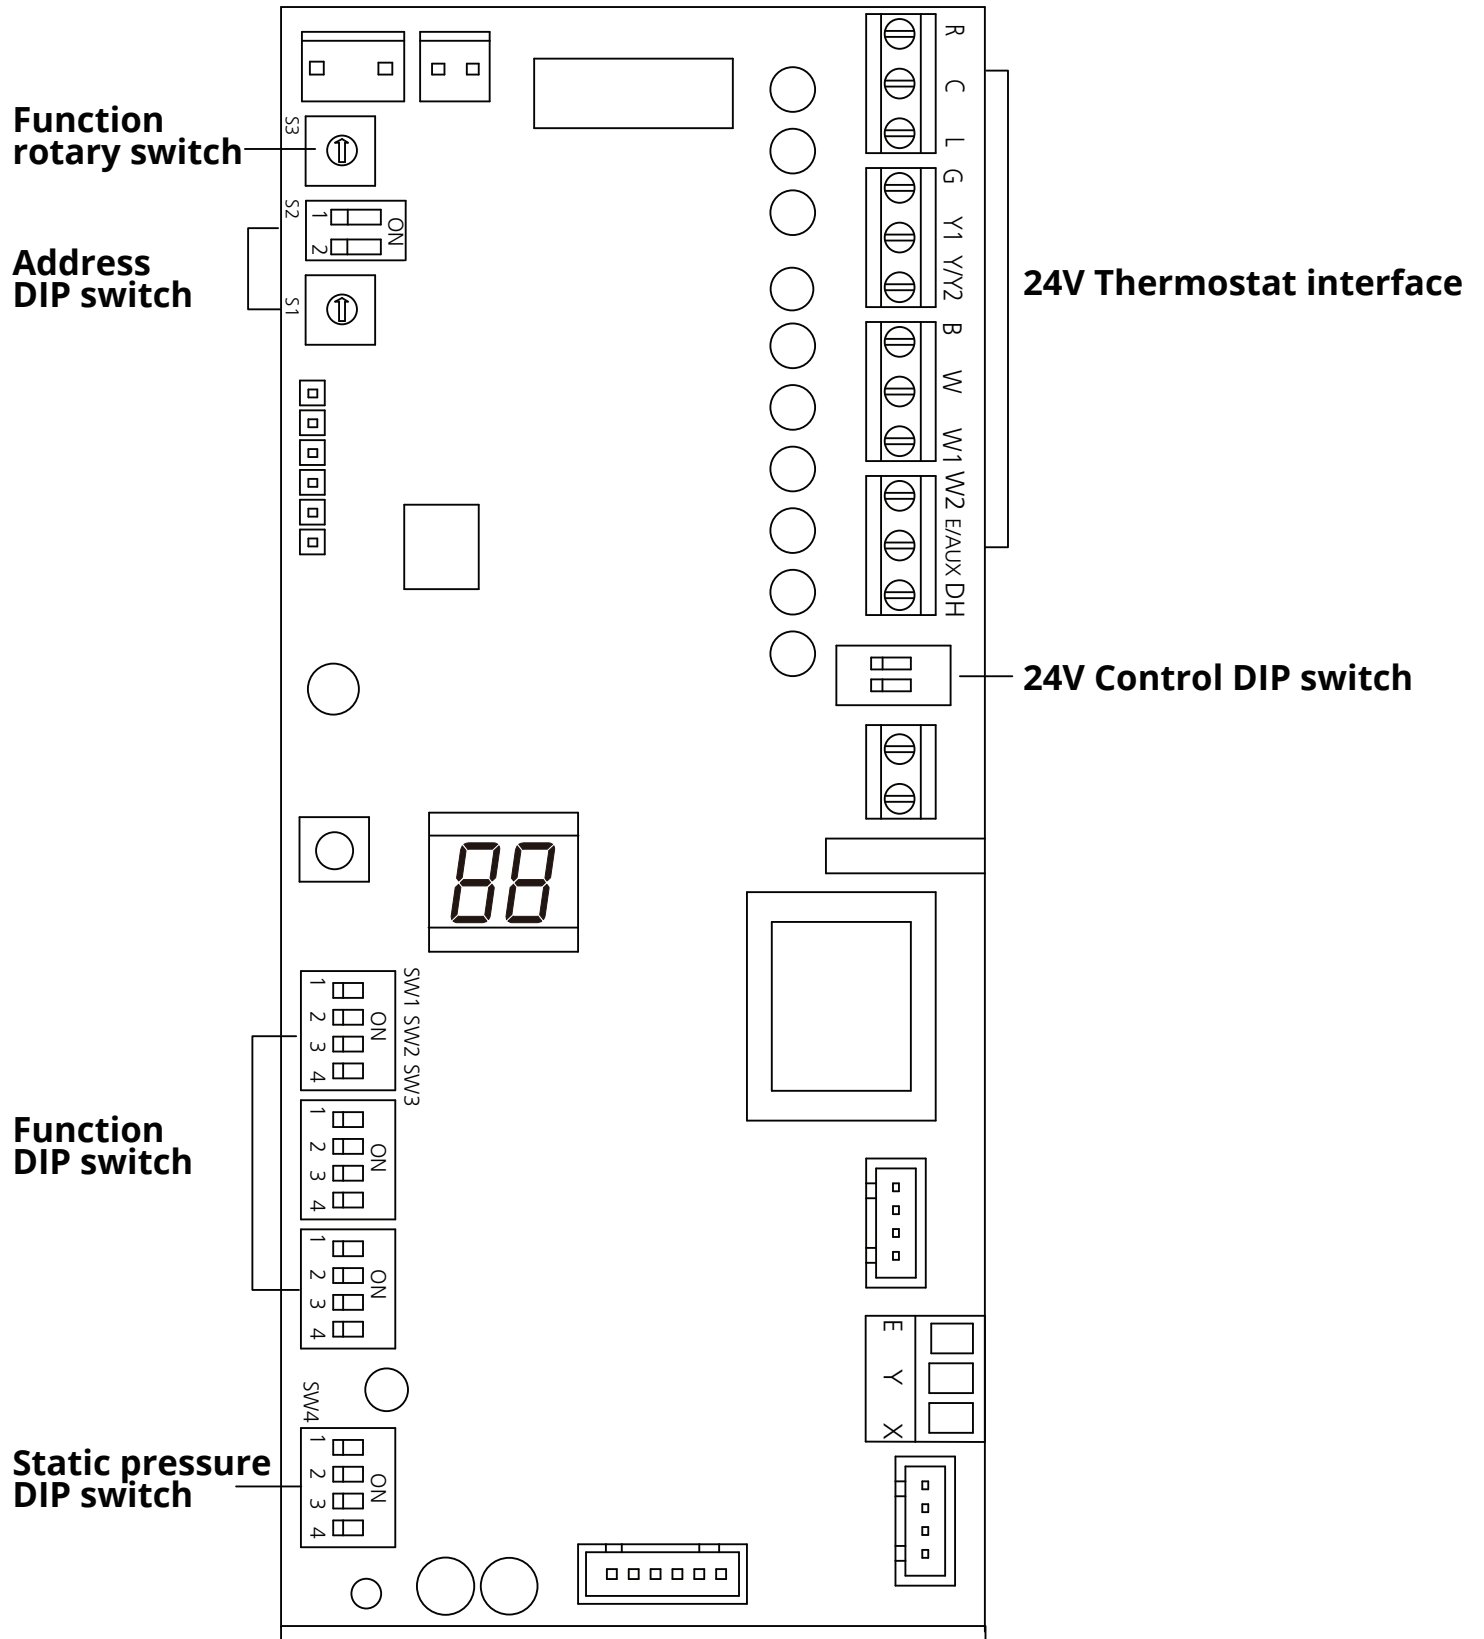 Function
rotary switch
S3
S2
1
2
ON
Address
DIP switch
S1
R
C
L
G
Y1
Y/Y2
B
W
W1
W2
E/AUX
DH
24V Thermostat interface
24V Control DIP switch
88
SW1 SW2 SW3
1
2
3
4
ON
Function
DIP switch
1
2
3
4
ON
1
2
3
4
ON
E
Y
X
SW4
Static pressure
DIP switch
1
2
3
4
ON